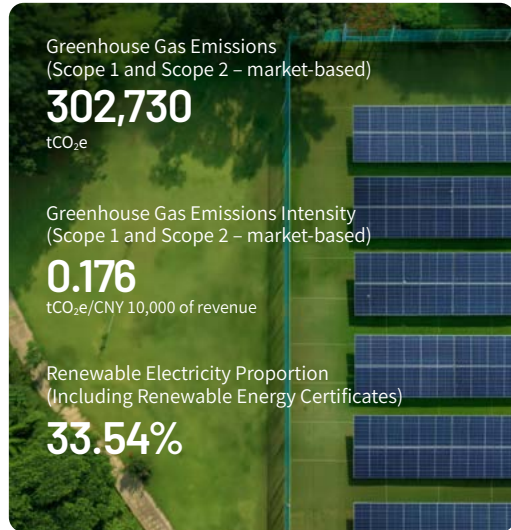 Greenhouse Gas Emissions
(Scope 1 and Scope 2 – market-based)
302,730
tCO₂e
Greenhouse Gas Emissions Intensity
(Scope 1 and Scope 2 – market-based)
0.176
tCO₂e/CNY 10,000 of revenue
Renewable Electricity Proportion
(Including Renewable Energy Certificates)
33.54%